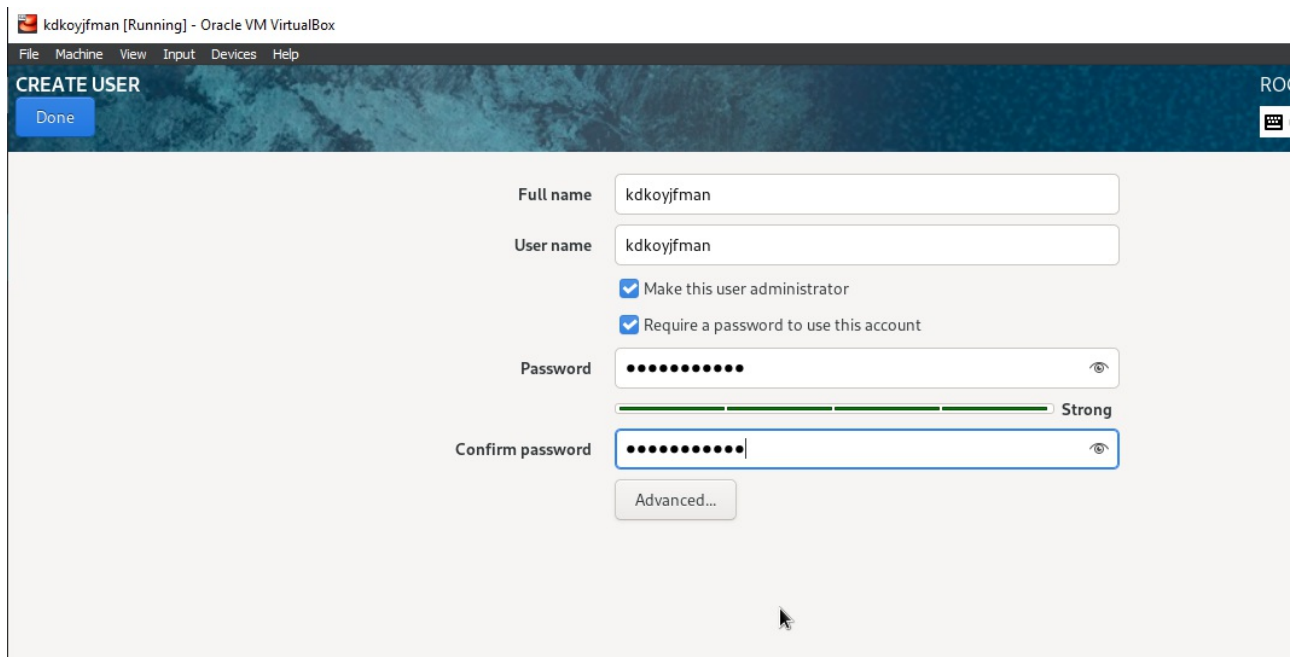 kdkoyjfman [Running] - Oracle VM VirtualBox
File Machine View Input Devices Help
CREATE USER
Done
Full name kdkoyjfman
User name kdkoyjfman
Make this user administrator
Require a password to use this account
Password ●●●●●●●●●●●
Strong
Confirm password ●●●●●●●●●●●
Advanced...